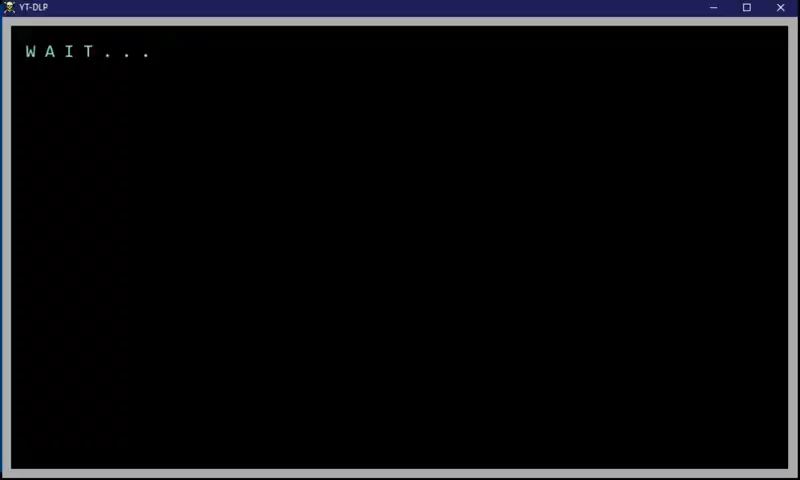 YT-DLP
W A I T . . .